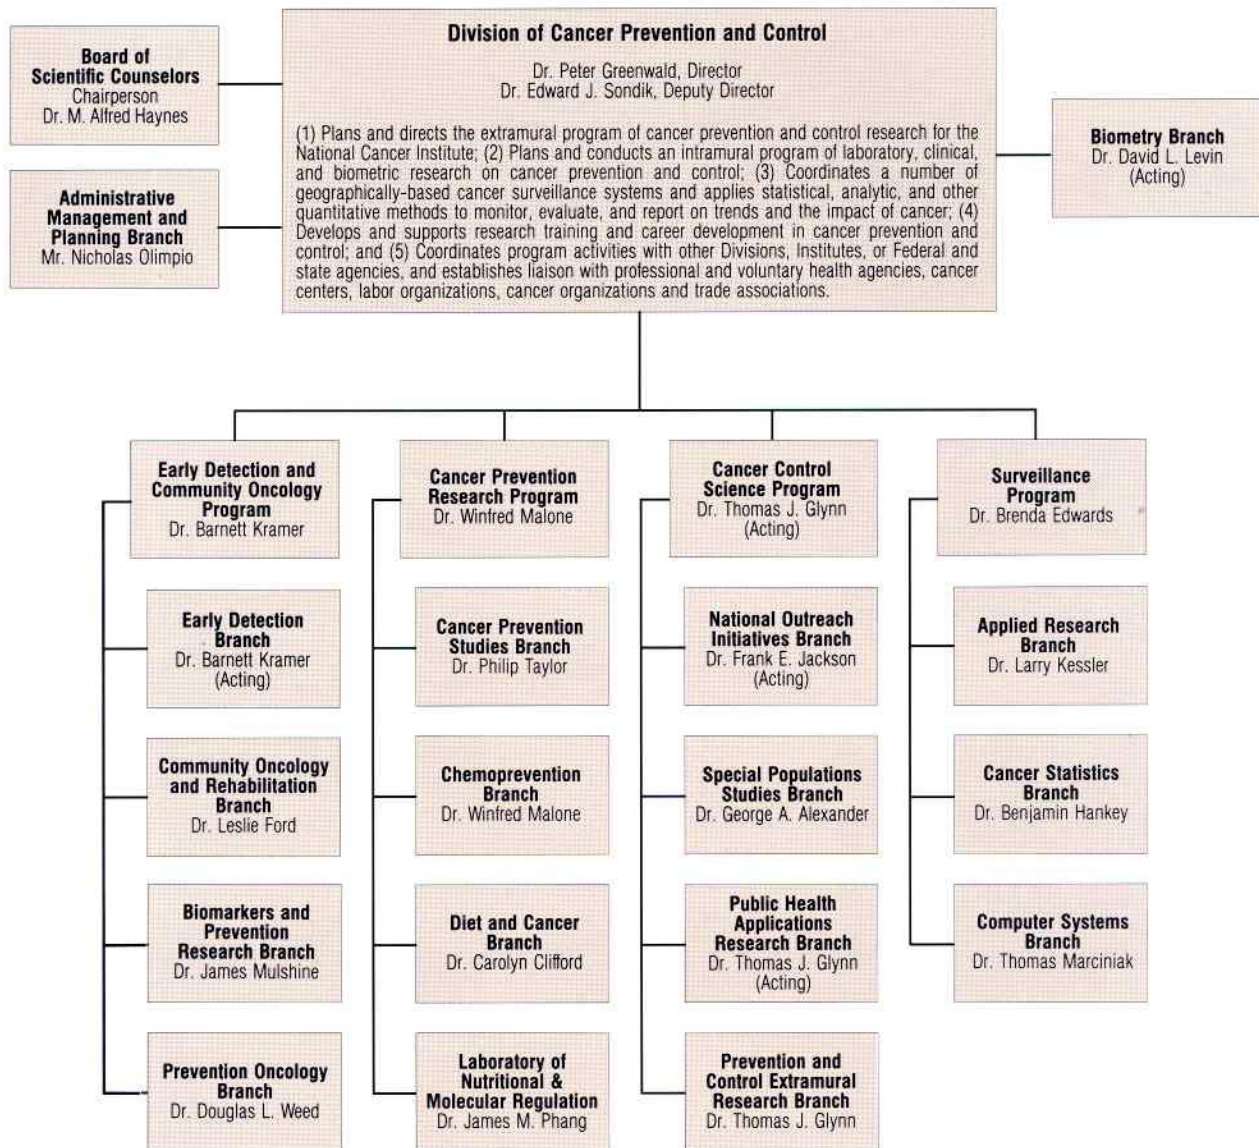 Board of
Scientific Counselors
Chairperson
Dr. M. Alfred Haynes
Administrative
Management and
Planning Branch
Mr. Nicholas Olimpio
Division of Cancer Prevention and Control
Dr. Peter Greenwald, Director
Dr. Edward J. Sondik, Deputy Director
(1) Plans and directs the extramural program of cancer prevention and control research for the
National Cancer Institute; (2) Plans and conducts an intramural program of laboratory, clinical,
and biometric research on cancer prevention and control; (3) Coordinates a number of
geographically-based cancer surveillance systems and applies statistical, analytic, and other
quantitative methods to monitor, evaluate, and report on trends and the impact of cancer; (4)
Develops and supports research training and career development in cancer prevention and
control; and (5) Coordinates program activities with other Divisions, Institutes, or Federal and
state agencies, and establishes liaison with professional and voluntary health agencies, cancer
centers, labor organizations, cancer organizations and trade associations.
Biometry Branch
Dr. David L. Levin
(Acting)
Early Detection and
Community Oncology
Program
Dr. Barnett Kramer
Early Detection
Branch
Dr. Barnett Kramer
(Acting)
Community Oncology
and Rehabilitation
Branch
Dr. Leslie Ford
Biomarkers and
Prevention
Research Branch
Dr. James Mulshine
Prevention Oncology
Branch
Dr. Douglas L. Weed
Cancer Prevention
Research Program
Dr. Winfred Malone
Cancer Prevention
Studies Branch
Dr. Philip Taylor
Chemoprevention
Branch
Dr. Winfred Malone
Diet and Cancer
Branch
Dr. Carolyn Clifford
Laboratory of
Nutritional &
Molecular Regulation
Dr. James M. Phang
Cancer Control
Science Program
Dr. Thomas J. Glynn
(Acting)
National Outreach
Initiatives Branch
Dr. Frank E. Jackson
(Acting)
Special Populations
Studies Branch
Dr. George A. Alexander
Public Health
Applications
Research Branch
Dr. Thomas J. Glynn
(Acting)
Prevention and
Control Extramural
Research Branch
Dr. Thomas J. Glynn
Surveillance
Program
Dr. Brenda Edwards
Applied Research
Branch
Dr. Larry Kessler
Cancer Statistics
Branch
Dr. Benjamin Hankey
Computer Systems
Branch
Dr. Thomas Marciniak